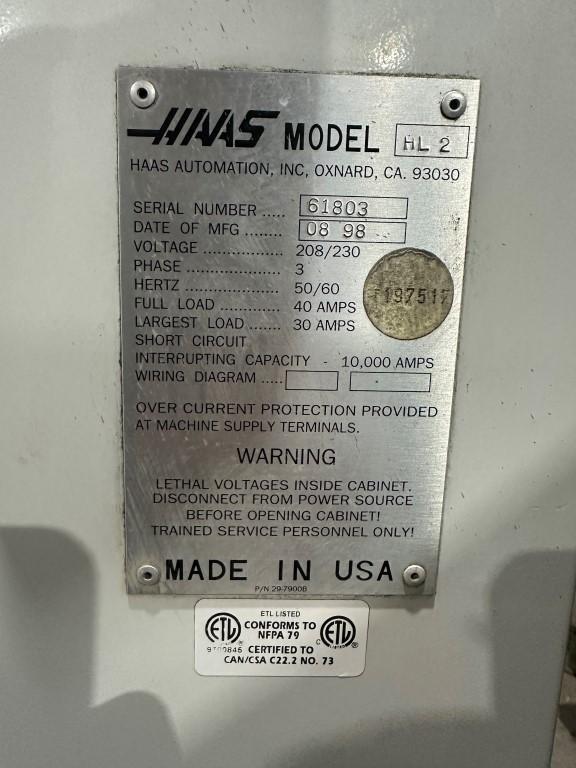 HAAS MODEL HL 2
HAAS AUTOMATION, INC, OXNARD, CA. 93030
SERIAL NUMBER ..... 61803
DATE OF MFG ........ 08 98
VOLTAGE ................. 208/230
PHASE .................... 3
HERTZ .................... 50/60
FULL LOAD ............. 40 AMPS
LARGEST LOAD ....... 30 AMPS
SHORT CIRCUIT
INTERRUPTING CAPACITY - 10,000 AMPS
WIRING DIAGRAM .....
OVER CURRENT PROTECTION PROVIDED
AT MACHINE SUPPLY TERMINALS.
WARNING
LETHAL VOLTAGES INSIDE CABINET.
DISCONNECT FROM POWER SOURCE
BEFORE OPENING CABINET!
TRAINED SERVICE PERSONNEL ONLY!
MADE IN USA
P/N 29-7900B
ETL LISTED
ETL CONFORMS TO C ETL
NFPA 79
CERTIFIED TO
CAN/CSA C22.2 NO. 73